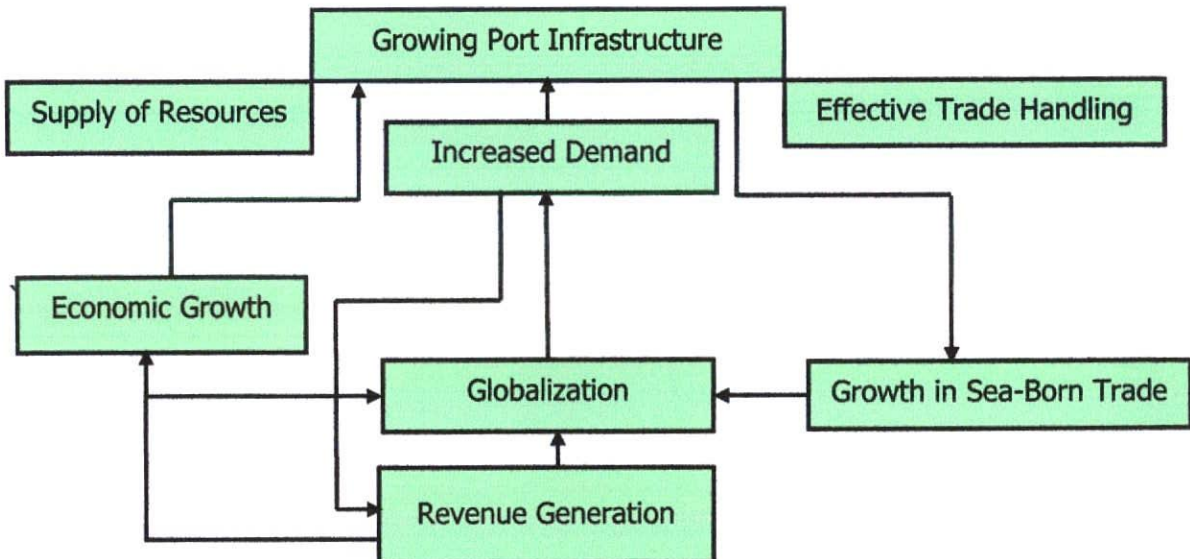 Growing Port Infrastructure
Supply of Resources
Effective Trade Handling
Increased Demand
Economic Growth
Globalization
Growth in Sea-Born Trade
Revenue Generation